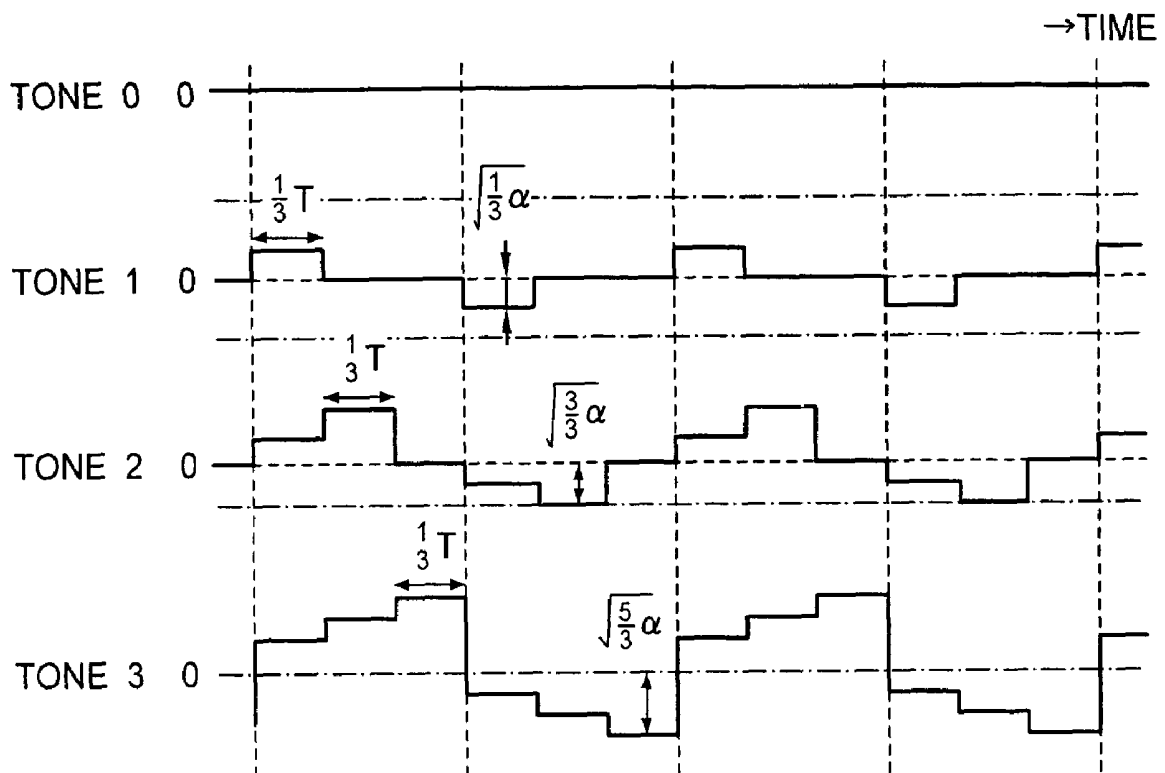 →TIME
TONE 0 0
1/3 T
√1/3 α
TONE 1 0
1/3 T
√3/3 α
TONE 2 0
1/3 T
√5/3 α
TONE 3 0